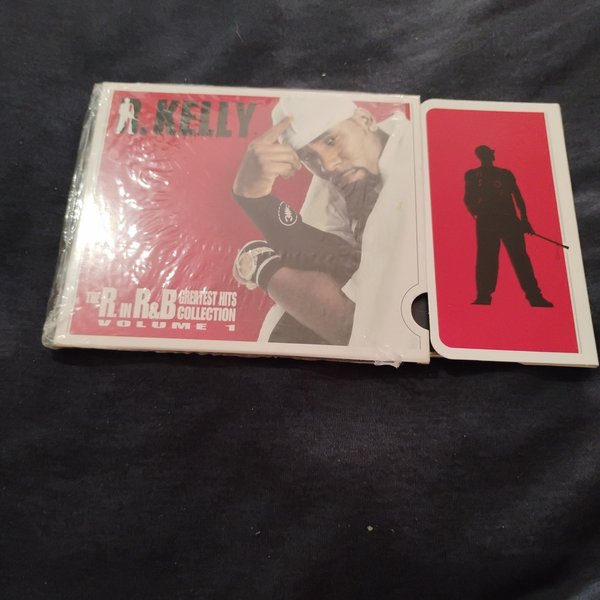 R. KELLY
THE R. IN R&B GREATEST HITS
COLLECTION
VOLUME 1